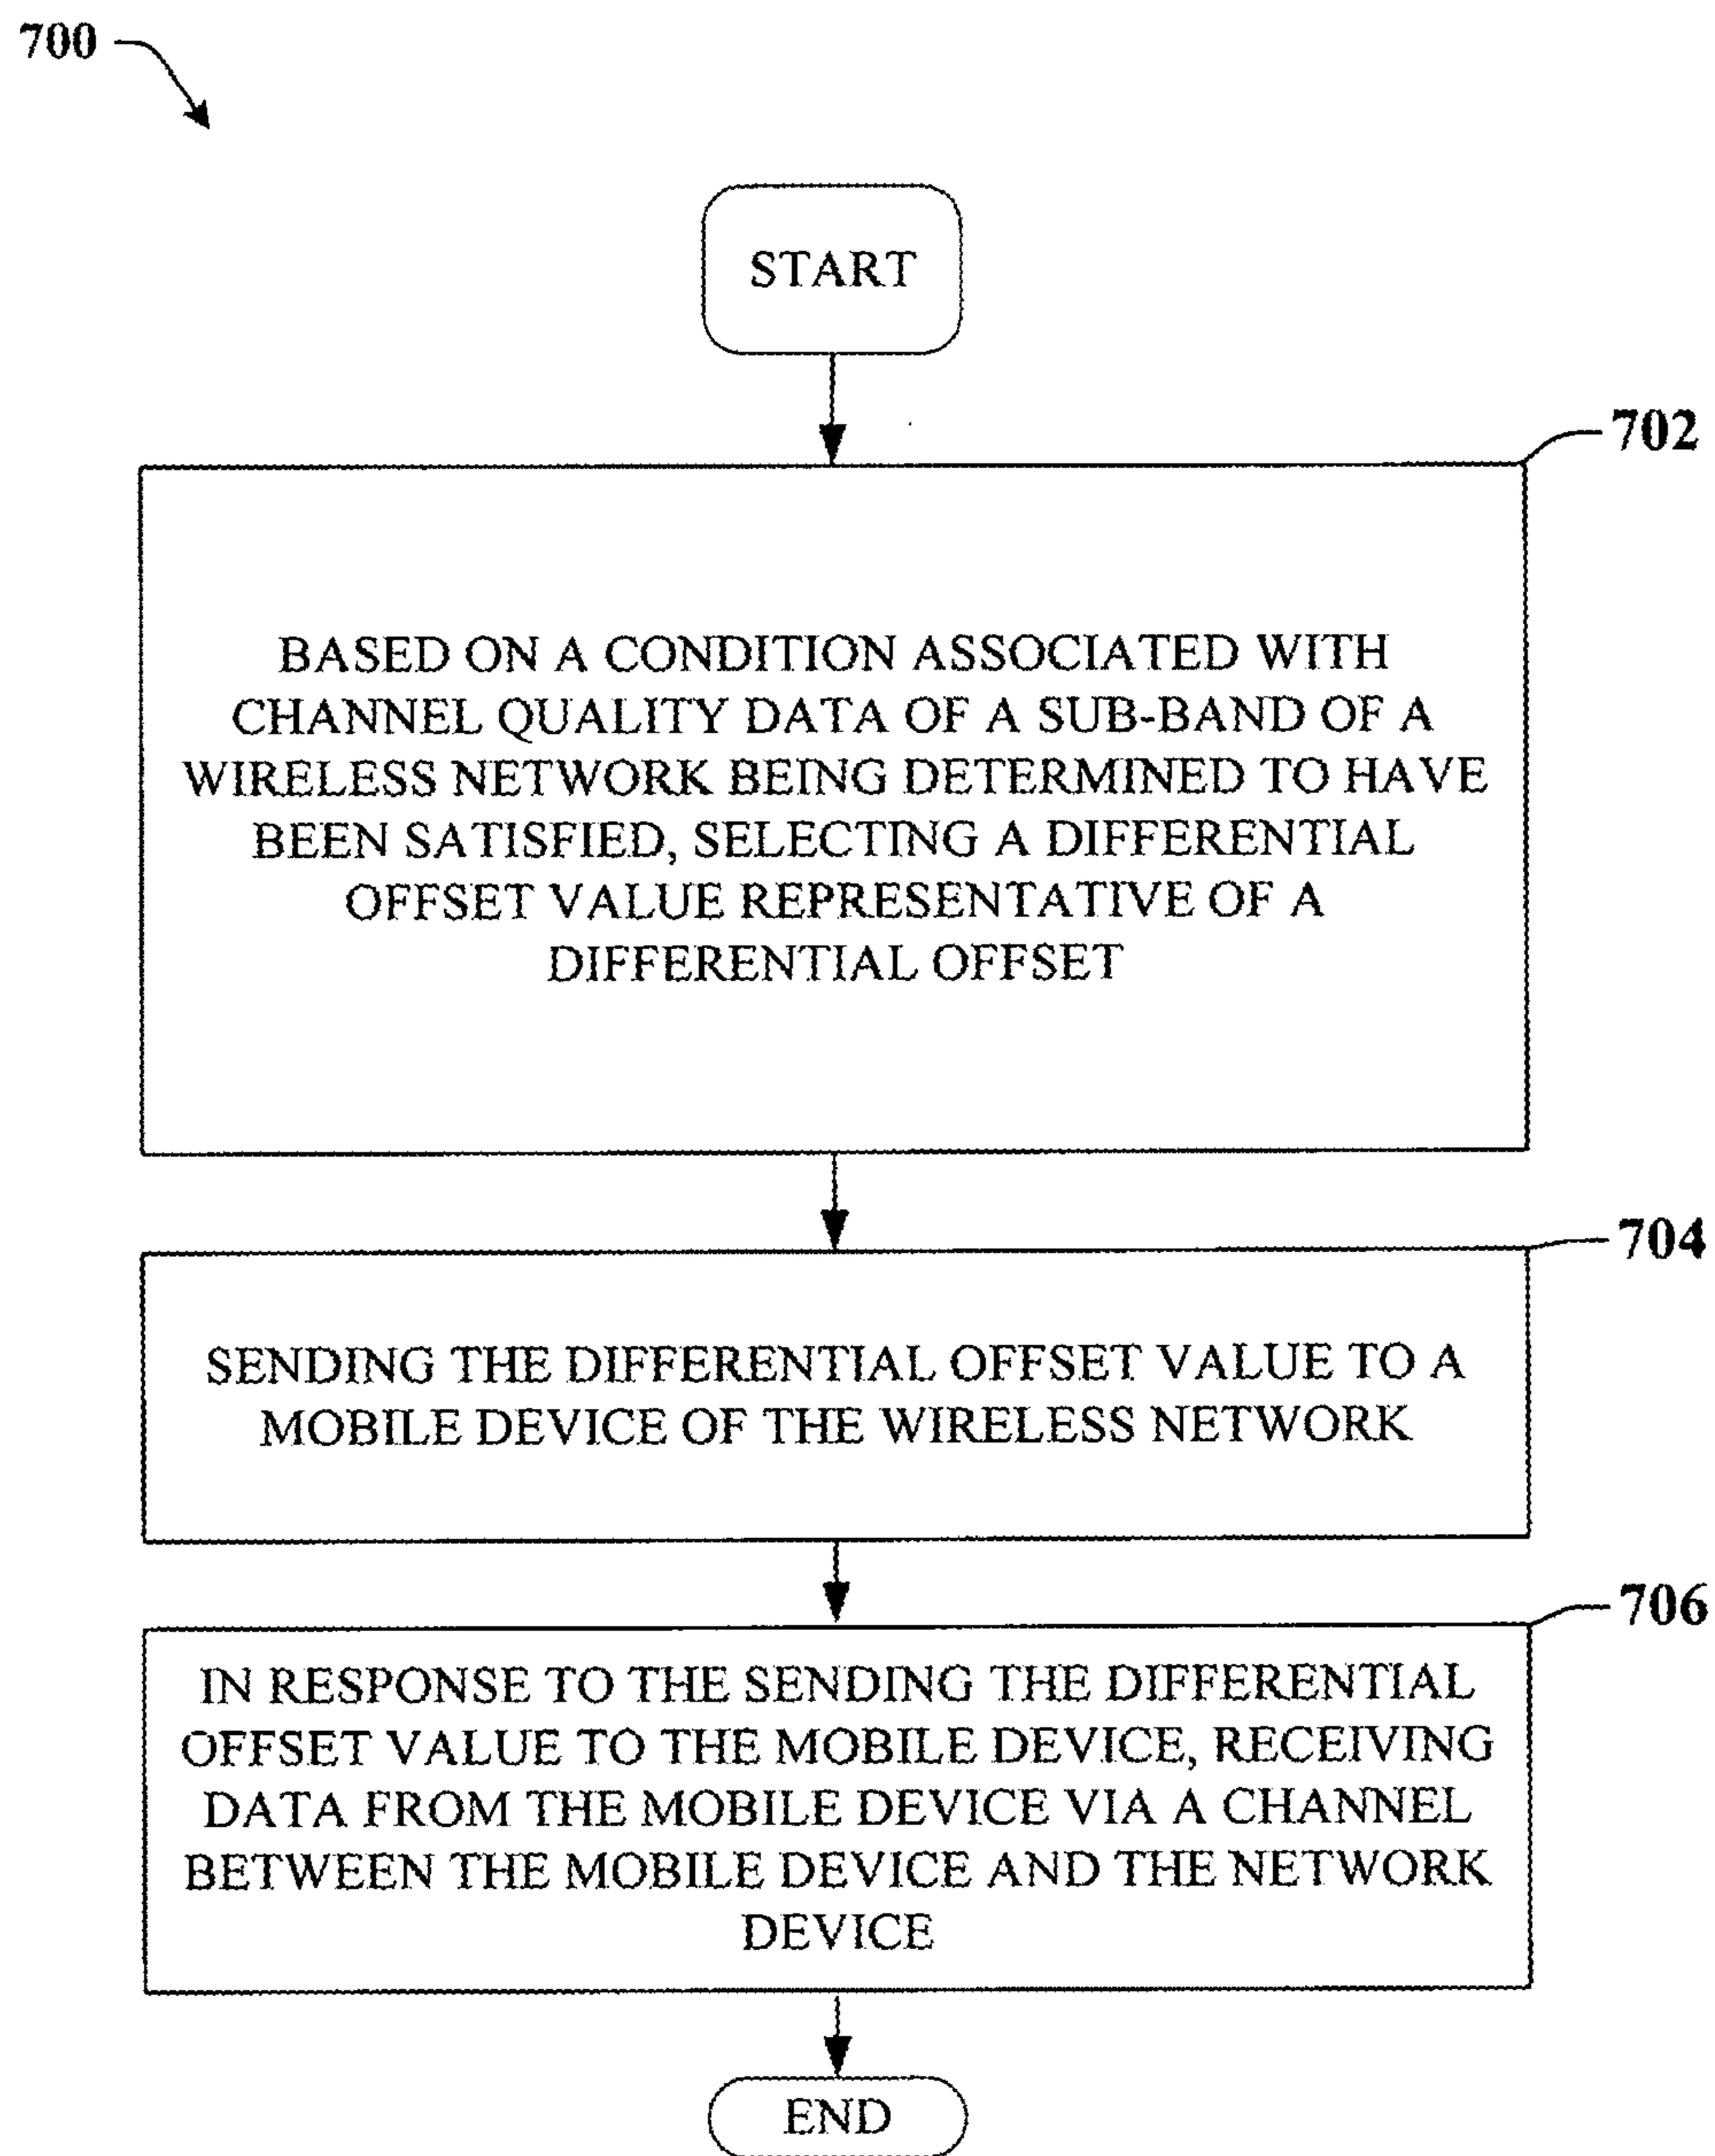 700
START
702
BASED ON A CONDITION ASSOCIATED WITH
CHANNEL QUALITY DATA OF A SUB-BAND OF A
WIRELESS NETWORK BEING DETERMINED TO HAVE
BEEN SATISFIED, SELECTING A DIFFERENTIAL
OFFSET VALUE REPRESENTATIVE OF A
DIFFERENTIAL OFFSET
704
SENDING THE DIFFERENTIAL OFFSET VALUE TO A
MOBILE DEVICE OF THE WIRELESS NETWORK
706
IN RESPONSE TO THE SENDING THE DIFFERENTIAL
OFFSET VALUE TO THE MOBILE DEVICE, RECEIVING
DATA FROM THE MOBILE DEVICE VIA A CHANNEL
BETWEEN THE MOBILE DEVICE AND THE NETWORK
DEVICE
END